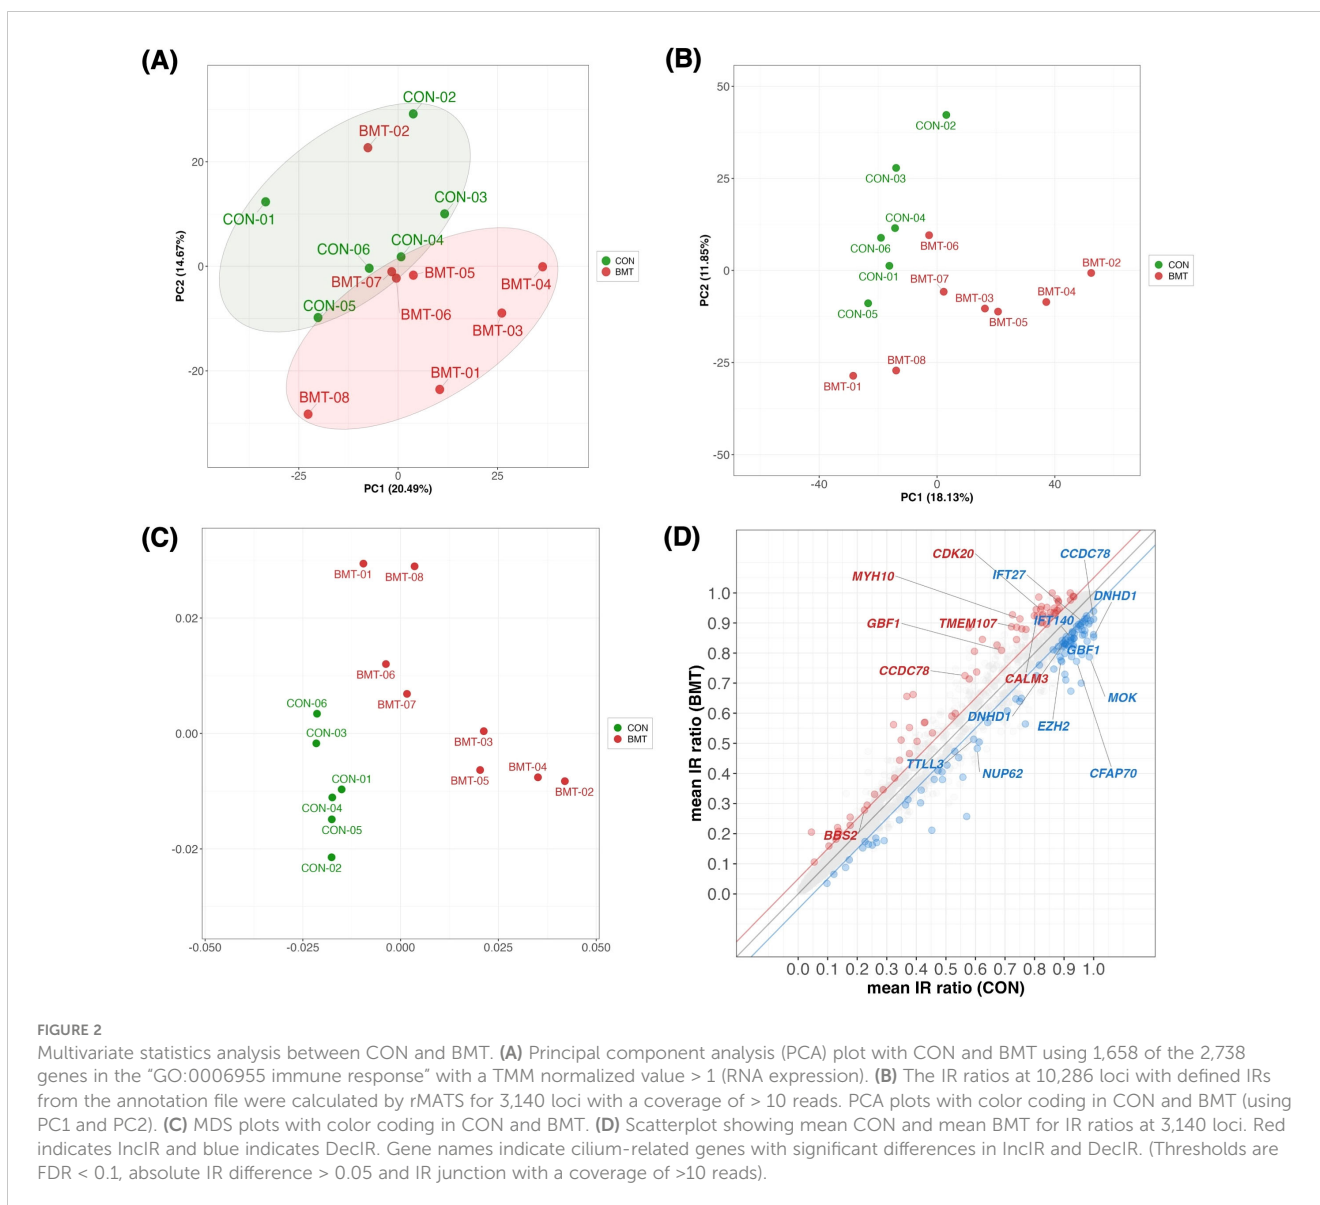 (A)
CON-02
BMT-02
CON-01
CON-03
CON-06
CON-04
BMT-07
BMT-05
BMT-04
CON-05
BMT-06
BMT-03
BMT-01
BMT-08
20
0
-20
-25
0
25
PC2 (14.67%)
PC1 (20.49%)
CON
BMT
(B)
CON-02
CON-03
CON-04
CON-06
BMT-06
CON-01
BMT-02
BMT-07
BMT-04
CON-05
BMT-03
BMT-05
BMT-08
BMT-01
50
25
0
-25
-50
-40
0
40
PC2 (11.85%)
PC1 (18.13%)
CON
BMT
(C)
BMT-01
BMT-08
BMT-06
BMT-07
CON-06
CON-03
BMT-03
CON-01
BMT-05
BMT-04
BMT-02
CON-04
CON-05
CON-02
0.02
0.00
-0.02
-0.050
-0.025
0.000
0.025
0.050
CON
BMT
(D)
CDK20
CCDC78
MYH10
IFT27
DNHD1
GBF1
TMEM107
IFT140
GBF1
CCDC78
CALM3
MOK
DNHD1
EZH2
TTLL3
NUP62
CFAP70
BBS2
1.0
0.9
0.8
0.7
0.6
0.5
0.4
0.3
0.2
0.1
0.0
0.0 0.1 0.2 0.3 0.4 0.5 0.6 0.7 0.8 0.9 1.0
mean IR ratio (BMT)
mean IR ratio (CON)
FIGURE 2
Multivariate statistics analysis between CON and BMT. (A) Principal component analysis (PCA) plot with CON and BMT using 1,658 of the 2,738
genes in the “GO:0006955 immune response” with a TMM normalized value > 1 (RNA expression). (B) The IR ratios at 10,286 loci with defined IRs
from the annotation file were calculated by rMATS for 3,140 loci with a coverage of > 10 reads. PCA plots with color coding in CON and BMT (using
PC1 and PC2). (C) MDS plots with color coding in CON and BMT. (D) Scatterplot showing mean CON and mean BMT for IR ratios at 3,140 loci. Red
indicates IncIR and blue indicates DecIR. Gene names indicate cilium-related genes with significant differences in IncIR and DecIR. (Thresholds are
FDR < 0.1, absolute IR difference > 0.05 and IR junction with a coverage of >10 reads).